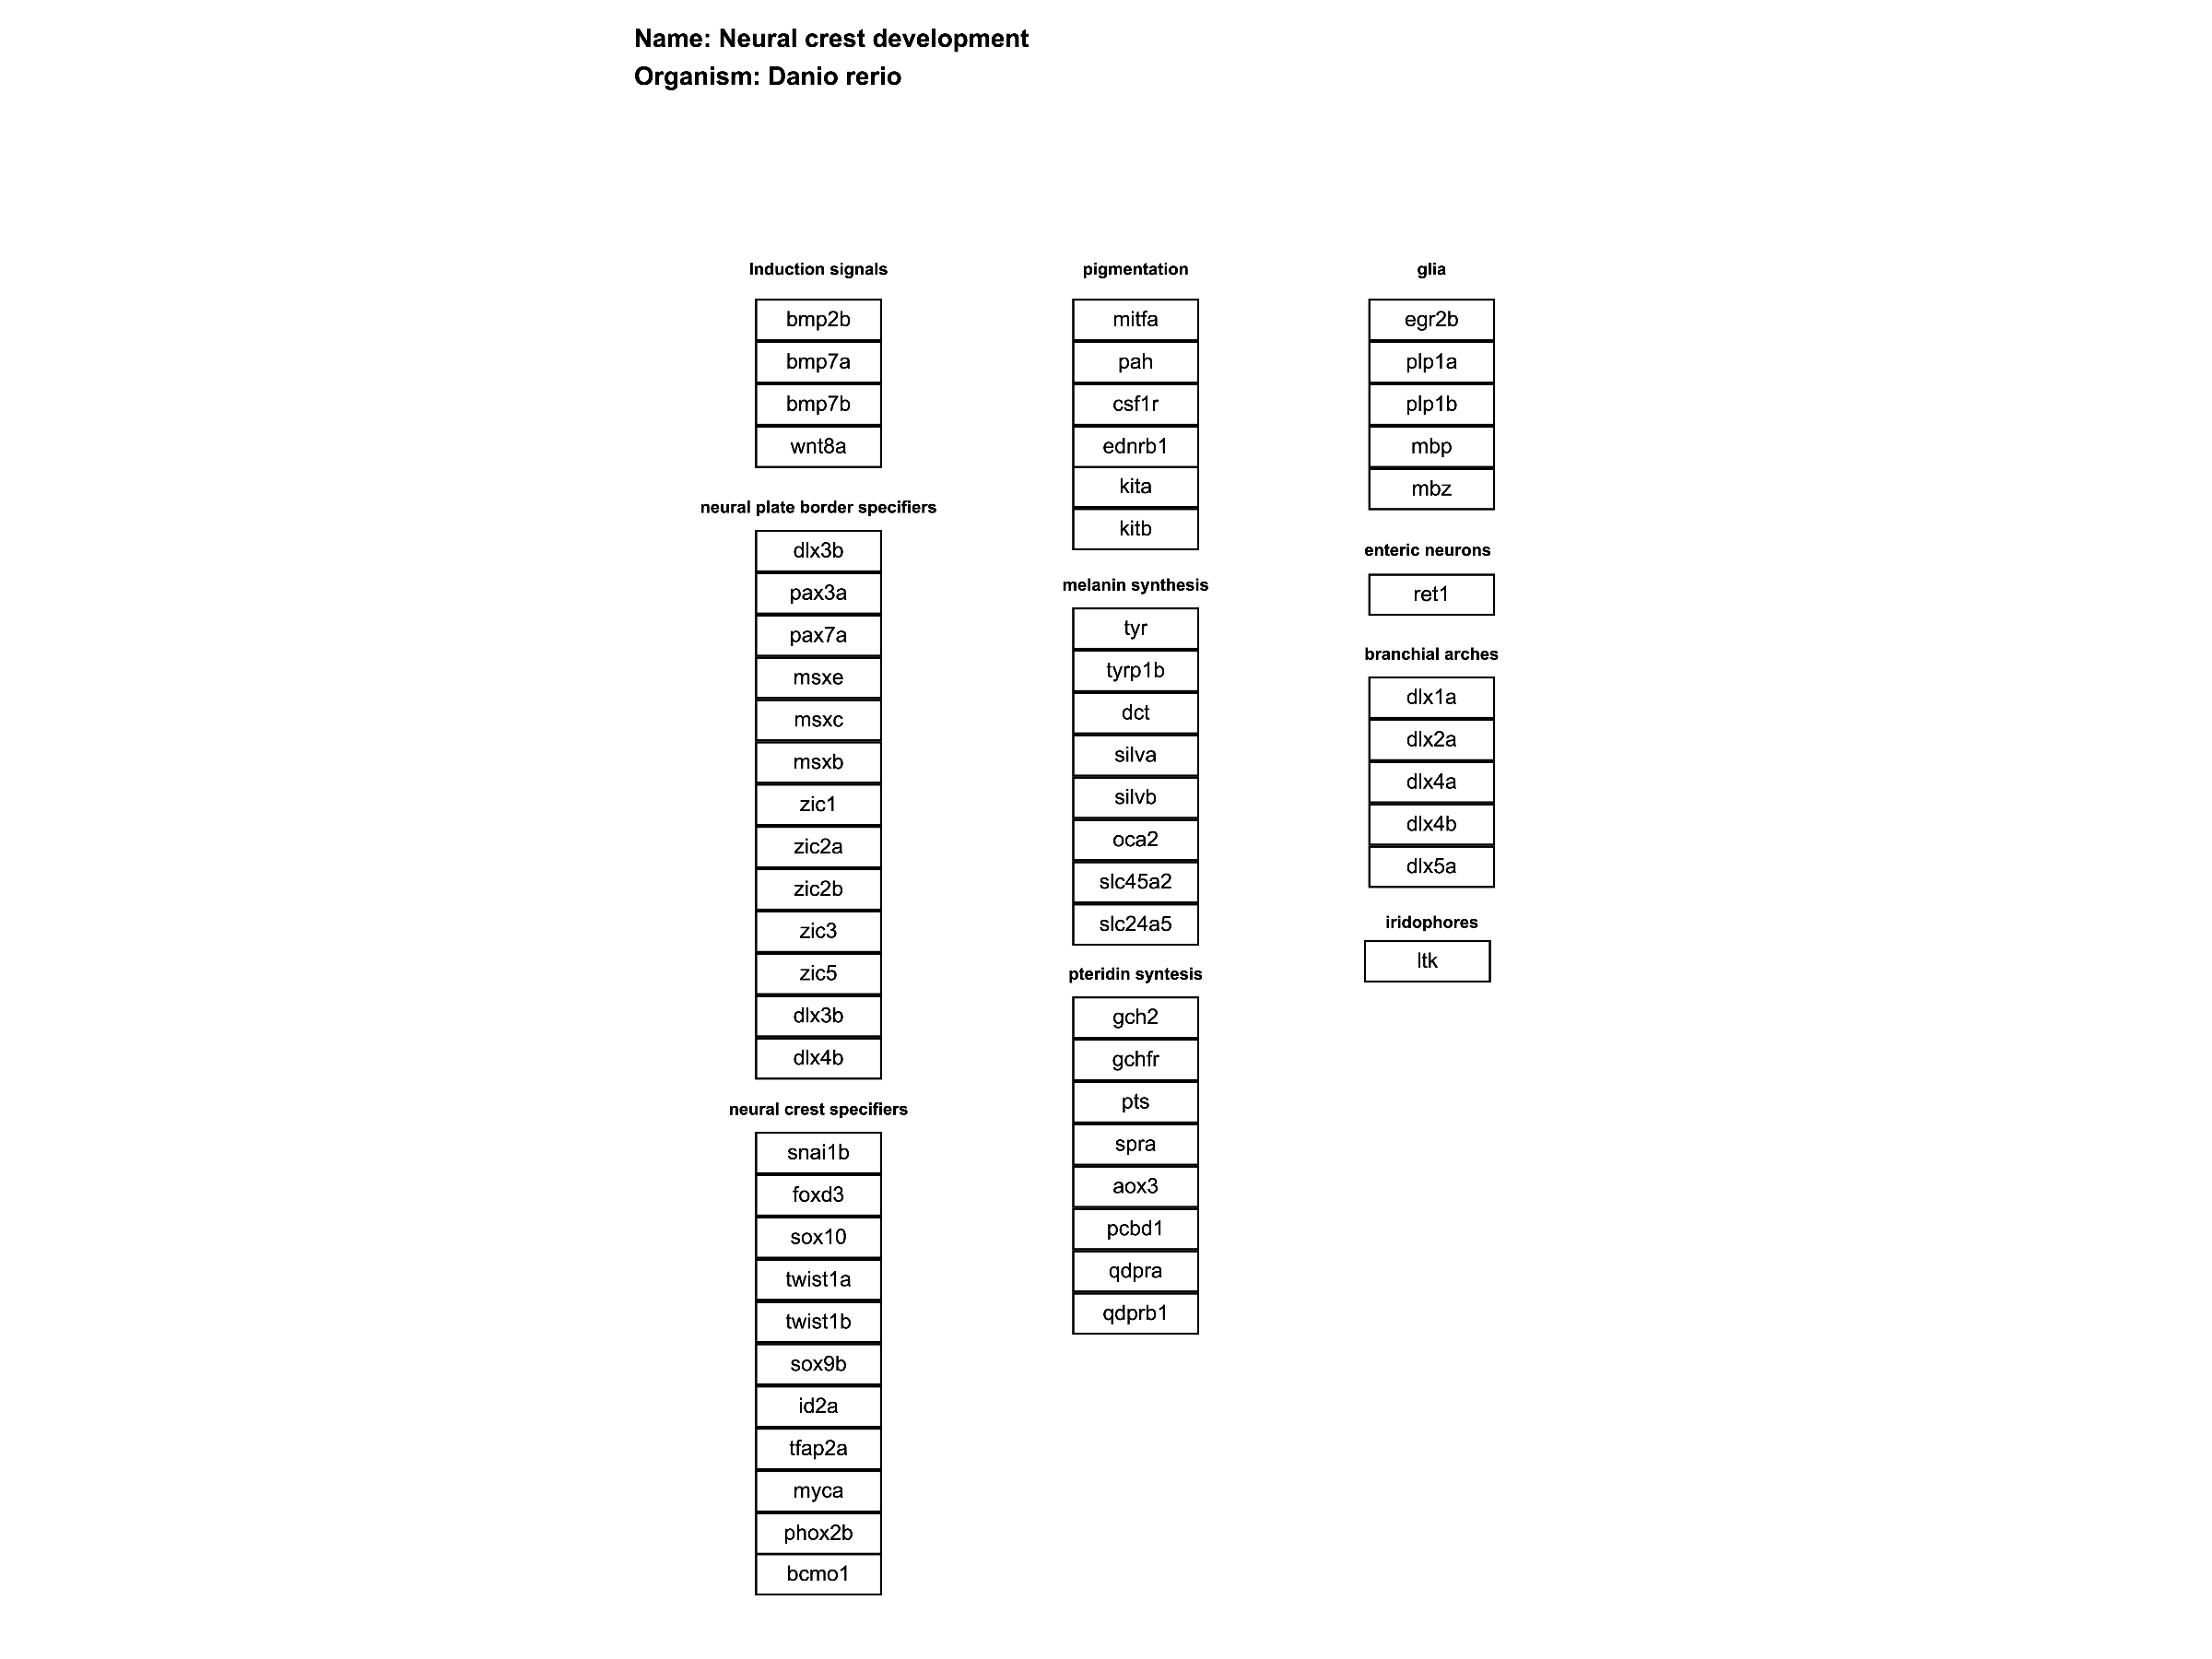 Name: Neural crest development
Organism: Danio rerio
Induction signals
bmp2b
bmp7a
bmp7b
wnt8a
neural plate border specifiers
dlx3b
pax3a
pax7a
msxe
msxc
msxb
zic1
zic2a
zic2b
zic3
zic5
dlx3b
dlx4b
neural crest specifiers
snai1b
foxd3
sox10
twist1a
twist1b
sox9b
id2a
tfap2a
myca
phox2b
bcmo1
pigmentation
mitfa
pah
csf1r
ednrb1
kita
kitb
melanin synthesis
tyr
tyrp1b
dct
silva
silvb
oca2
slc45a2
slc24a5
pteridin syntesis
gch2
gchfr
pts
spra
aox3
pcbd1
qdpra
qdprb1
glia
egr2b
plp1a
plp1b
mbp
mbz
enteric neurons
ret1
branchial arches
dlx1a
dlx2a
dlx4a
dlx4b
dlx5a
iridophores
ltk